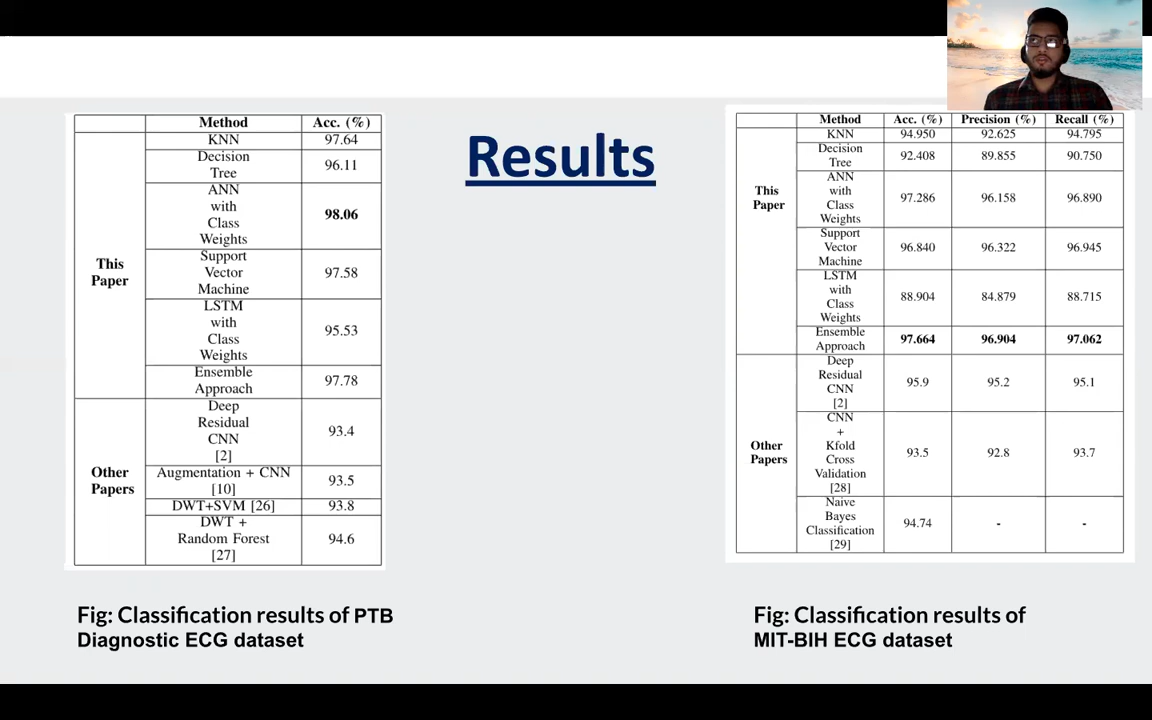 Results
Method Acc. (%)
This
Paper
KNN 97.64
Decision
Tree
96.11
ANN
with
Class
Weights
98.06
Support
Vector
Machine
97.58
LSTM
with
Class
Weights
95.53
Ensemble
Approach
97.78
Other
Papers
Deep
Residual
CNN
[2]
93.4
Augmentation + CNN
[10]
93.5
DWT+SVM [26] 93.8
DWT +
Random Forest
[27]
94.6
Fig: Classification results of PTB
Diagnostic ECG dataset
Method Acc. (%) Precision (%) Recall (%)
This
Paper
KNN 94.950 92.625 94.795
Decision
Tree
92.408 89.855 90.750
ANN
with
Class
Weights
97.286 96.158 96.890
Support
Vector
Machine
96.840 96.322 96.945
LSTM
with
Class
Weights
88.904 84.879 88.715
Ensemble
Approach
97.664 96.904 97.062
Other
Papers
Deep
Residual
CNN
[2]
95.9 95.2 95.1
CNN
+
Kfold
Cross
Validation
[28]
93.5 92.8 93.7
Naive
Bayes
Classification
[29]
94.74 - -
Fig: Classification results of
MIT-BIH ECG dataset